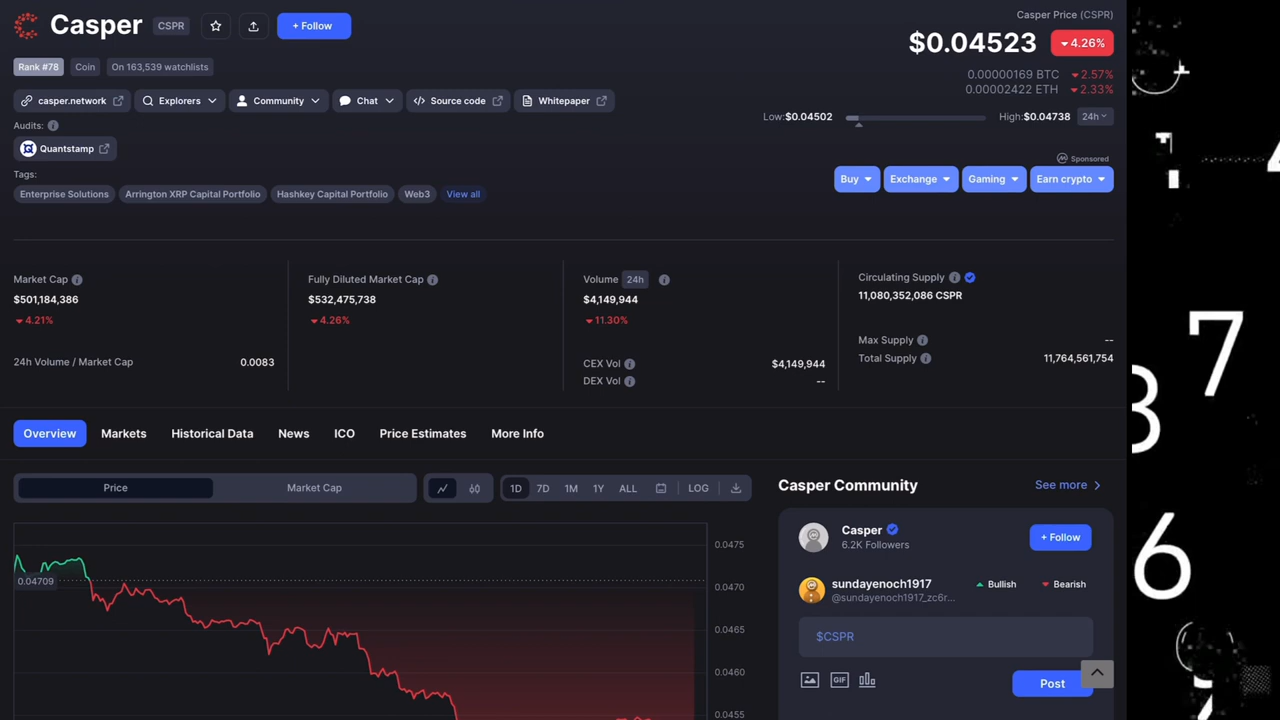 Casper CSPR + Follow
Rank #78 Coin On 163,539 watchlists
casper.network Explorers Community Chat Source code Whitepaper
Audits:
Quantstamp
Tags:
Enterprise Solutions Arrington XRP Capital Portfolio Hashkey Capital Portfolio Web3 View all
Casper Price (CSPR)
$0.04523 4.26%
0.00000169 BTC 2.57%
0.00002422 ETH 2.33%
Low:$0.04502 High:$0.04738 24h
Sponsored
Buy Exchange Gaming Earn crypto
Market Cap
$501,184,386
4.21%
24h Volume / Market Cap 0.0083
Fully Diluted Market Cap
$532,475,738
4.26%
Volume 24h
$4,149,944
11.30%
CEX Vol $4,149,944
DEX Vol --
Circulating Supply
11,080,352,086 CSPR
Max Supply --
Total Supply 11,764,561,754
Overview Markets Historical Data News ICO Price Estimates More Info
Price Market Cap 1D 7D 1M 1Y ALL LOG
0.0475
0.04709
0.0470
0.0465
0.0460
0.0455
Casper Community See more
Casper + Follow
6.2K Followers
sundayenoch1917 Bullish Bearish
@sundayenoch1917_zc6r...
$CSPR
GIF Post
7
3
6